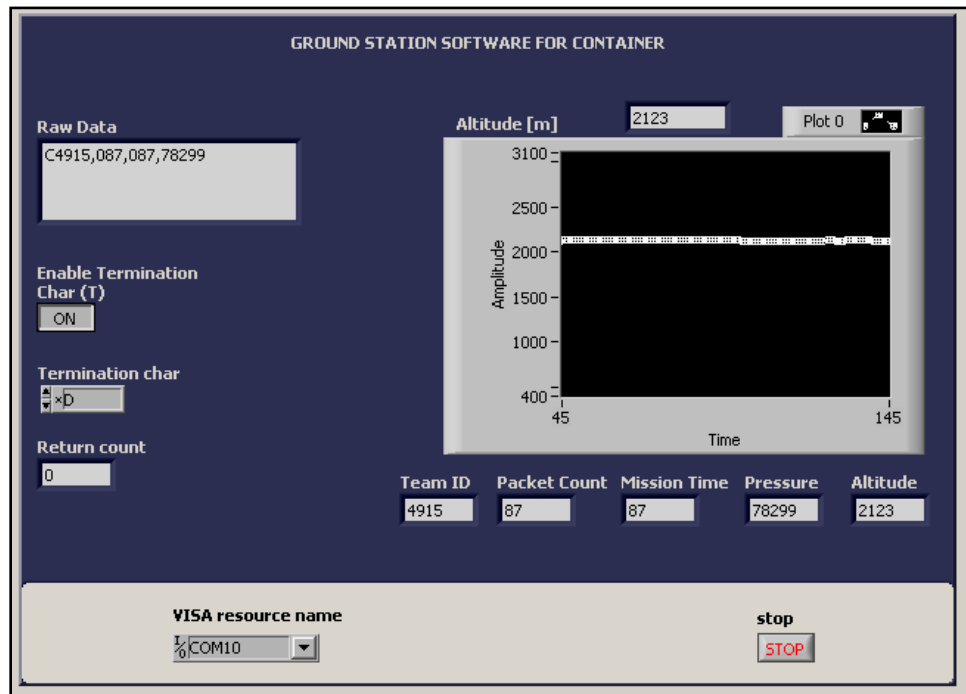 GROUND STATION SOFTWARE FOR CONTAINER
Raw Data
C4915,087,087,78299
Enable Termination
Char (T)
ON
Termination char
×D
Return count
0
Altitude [m]
2123
Plot 0
Amplitude
3100
2500
2000
1500
1000
400
45
145
Time
Team ID
Packet Count
Mission Time
Pressure
Altitude
4915
87
87
78299
2123
VISA resource name
I/O COM10
stop
STOP